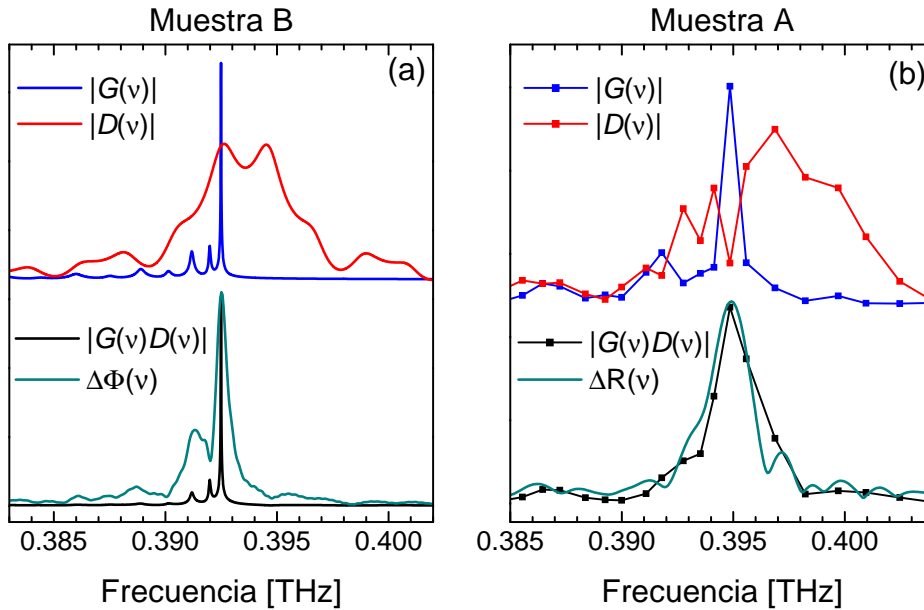 Muestra B
Muestra A
(a)
|G(ν)|
|D(ν)|
|G(ν)D(ν)|
ΔΦ(ν)
0.385 0.390 0.395 0.400
Frecuencia [THz]
(b)
|G(ν)|
|D(ν)|
|G(ν)D(ν)|
ΔR(ν)
0.385 0.390 0.395 0.400
Frecuencia [THz]